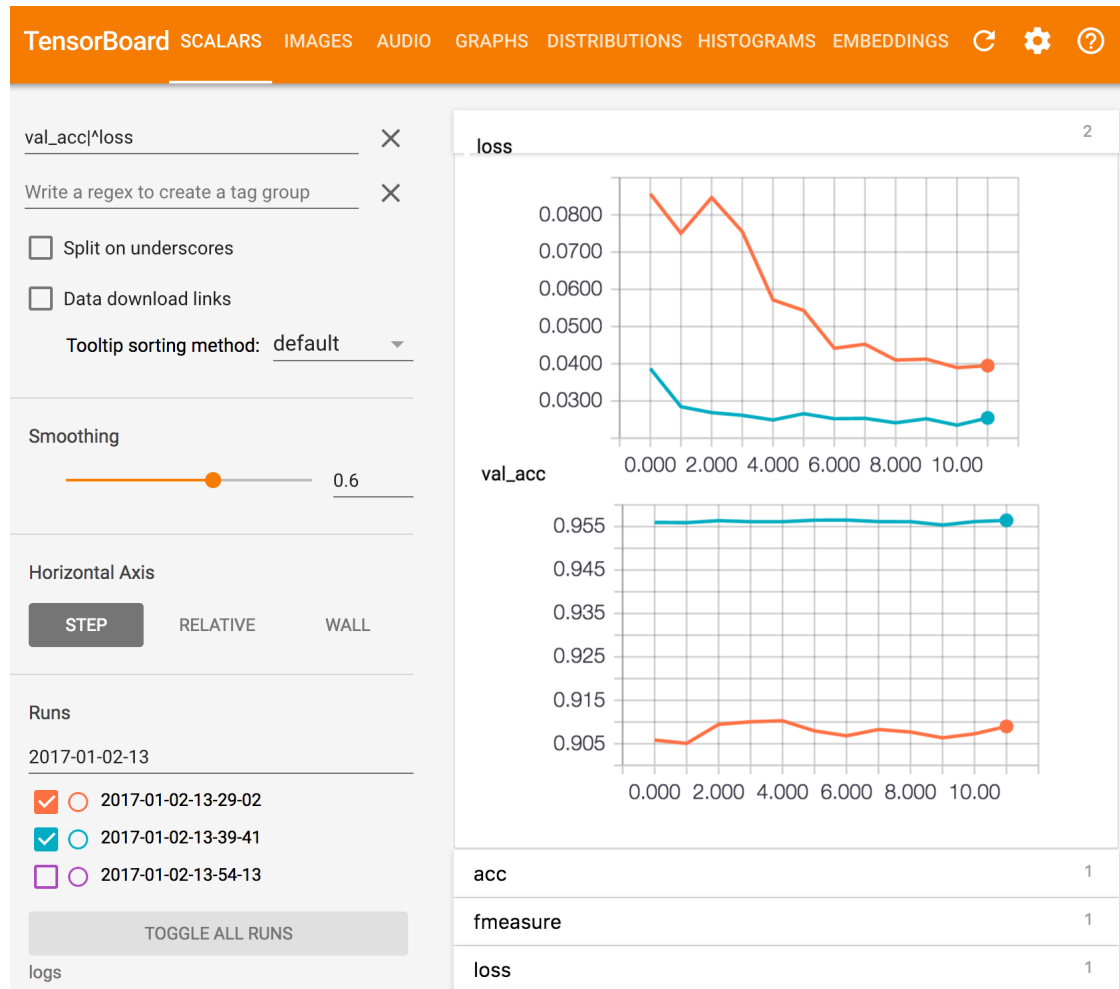 TensorBoard SCALARS IMAGES AUDIO GRAPHS DISTRIBUTIONS HISTOGRAMS EMBEDDINGS
val_acc|^loss
Write a regex to create a tag group
Split on underscores
Data download links
Tooltip sorting method: default
Smoothing
0.6
Horizontal Axis
STEP RELATIVE WALL
Runs
2017-01-02-13
2017-01-02-13-29-02
2017-01-02-13-39-41
2017-01-02-13-54-13
TOGGLE ALL RUNS
logs
loss 2
0.0800
0.0700
0.0600
0.0500
0.0400
0.0300
0.000 2.000 4.000 6.000 8.000 10.00
val_acc
0.955
0.945
0.935
0.925
0.915
0.905
0.000 2.000 4.000 6.000 8.000 10.00
acc 1
fmeasure 1
loss 1